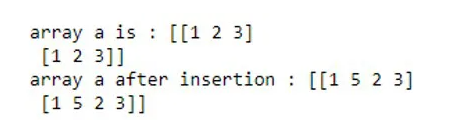 array a is : [[1 2 3]
 [1 2 3]]
array a after insertion : [[1 5 2 3]
 [1 5 2 3]]